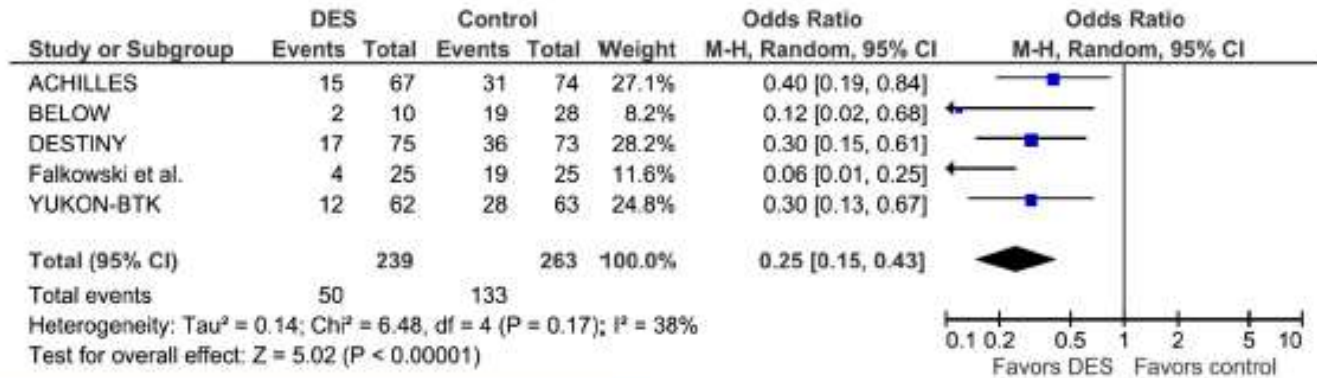 DES Control Odds Ratio Odds Ratio
Study or Subgroup Events Total Events Total Weight M-H, Random, 95% CI M-H, Random, 95% CI
ACHILLES 15 67 31 74 27.1% 0.40 [0.19, 0.84]
BELOW 2 10 19 28 8.2% 0.12 [0.02, 0.68]
DESTINY 17 75 36 73 28.2% 0.30 [0.15, 0.61]
Falkowski et al. 4 25 19 25 11.6% 0.06 [0.01, 0.25]
YUKON-BTK 12 62 28 63 24.8% 0.30 [0.13, 0.67]
Total (95% CI) 239 263 100.0% 0.25 [0.15, 0.43]
Total events 50 133
Heterogeneity: Tau² = 0.14; Chi² = 6.48, df = 4 (P = 0.17); I² = 38%
Test for overall effect: Z = 5.02 (P < 0.00001)
0.1 0.2 0.5 1 2 5 10
Favors DES Favors control